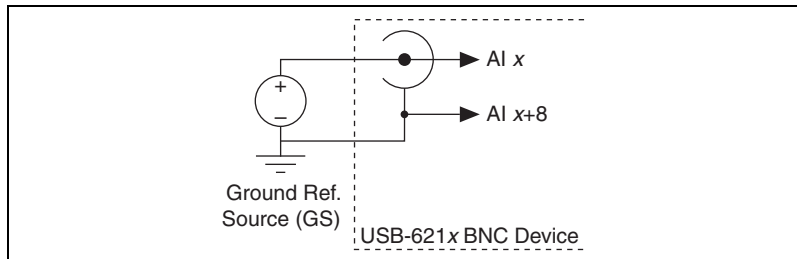 AI x
+
–
AI x+8
Ground Ref.
Source (GS)
USB-621x BNC Device